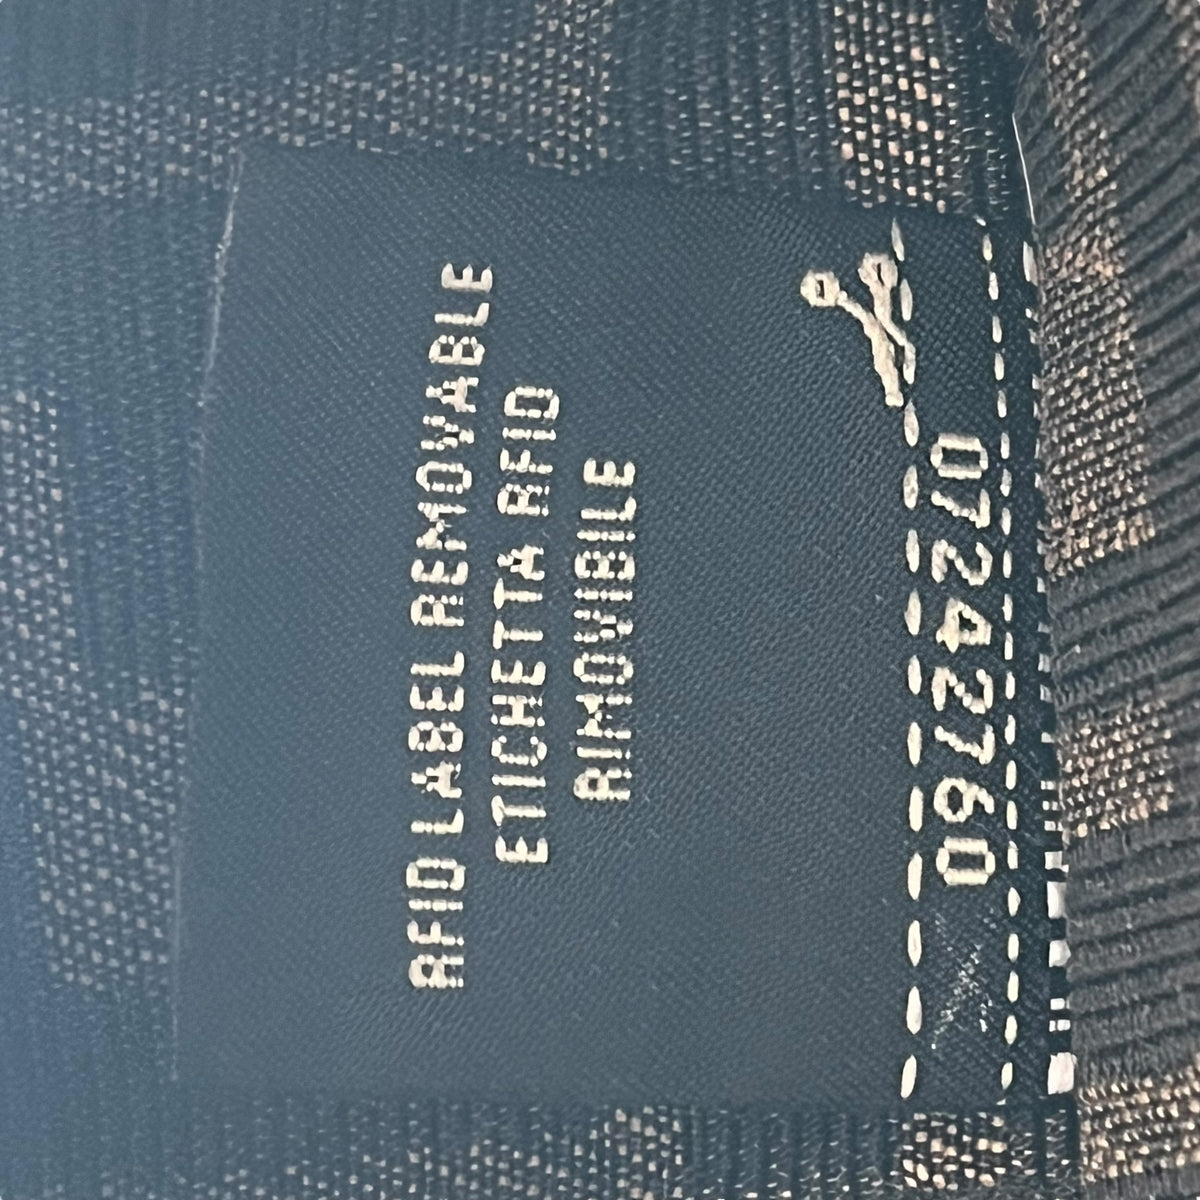 RFID LABEL REMOVABLE
ETICHETTA RFID
RIMOVIBILE
07242760